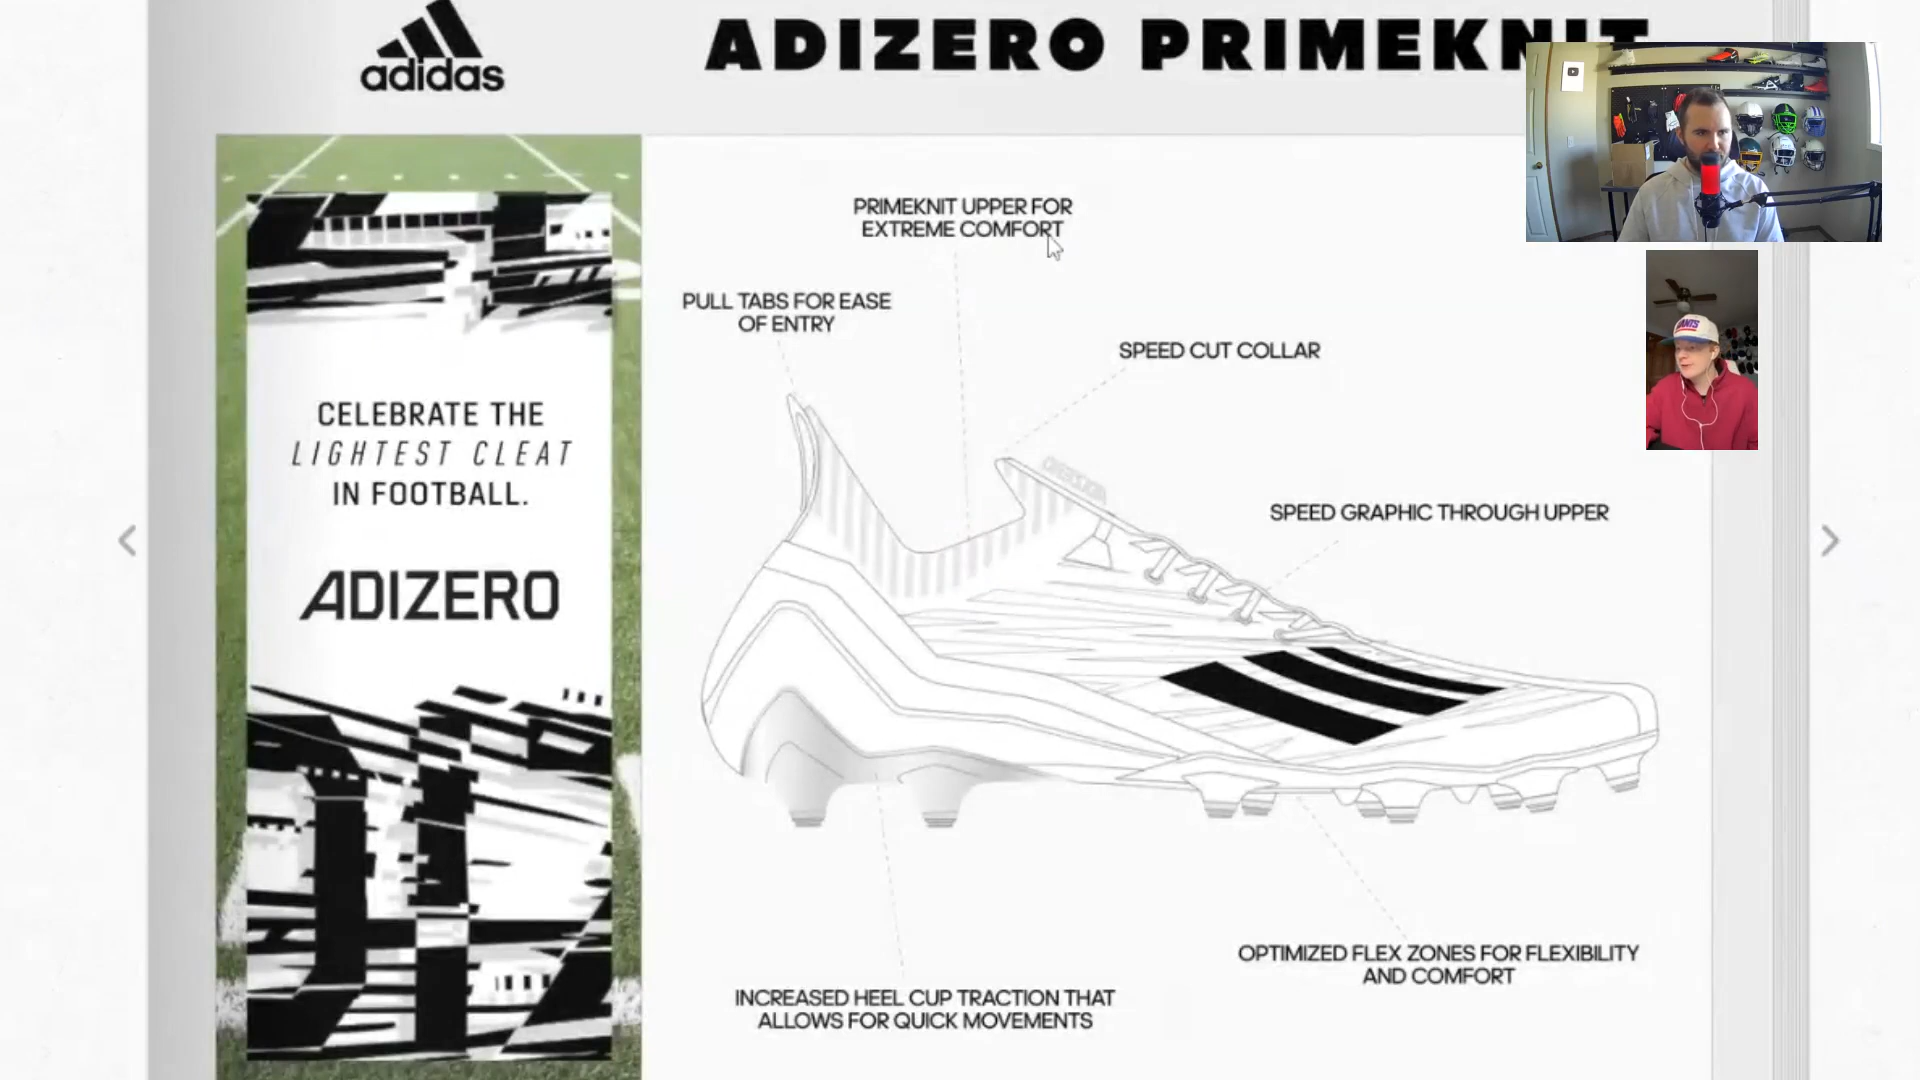 adidas
ADIZERO PRIMEKNIT
PRIMEKNIT UPPER FOR
EXTREME COMFORT
PULL TABS FOR EASE
OF ENTRY
SPEED CUT COLLAR
CELEBRATE THE
LIGHTEST CLEAT
IN FOOTBALL.
SPEED GRAPHIC THROUGH UPPER
ADIZERO
OPTIMIZED FLEX ZONES FOR FLEXIBILITY
AND COMFORT
INCREASED HEEL CUP TRACTION THAT
ALLOWS FOR QUICK MOVEMENTS